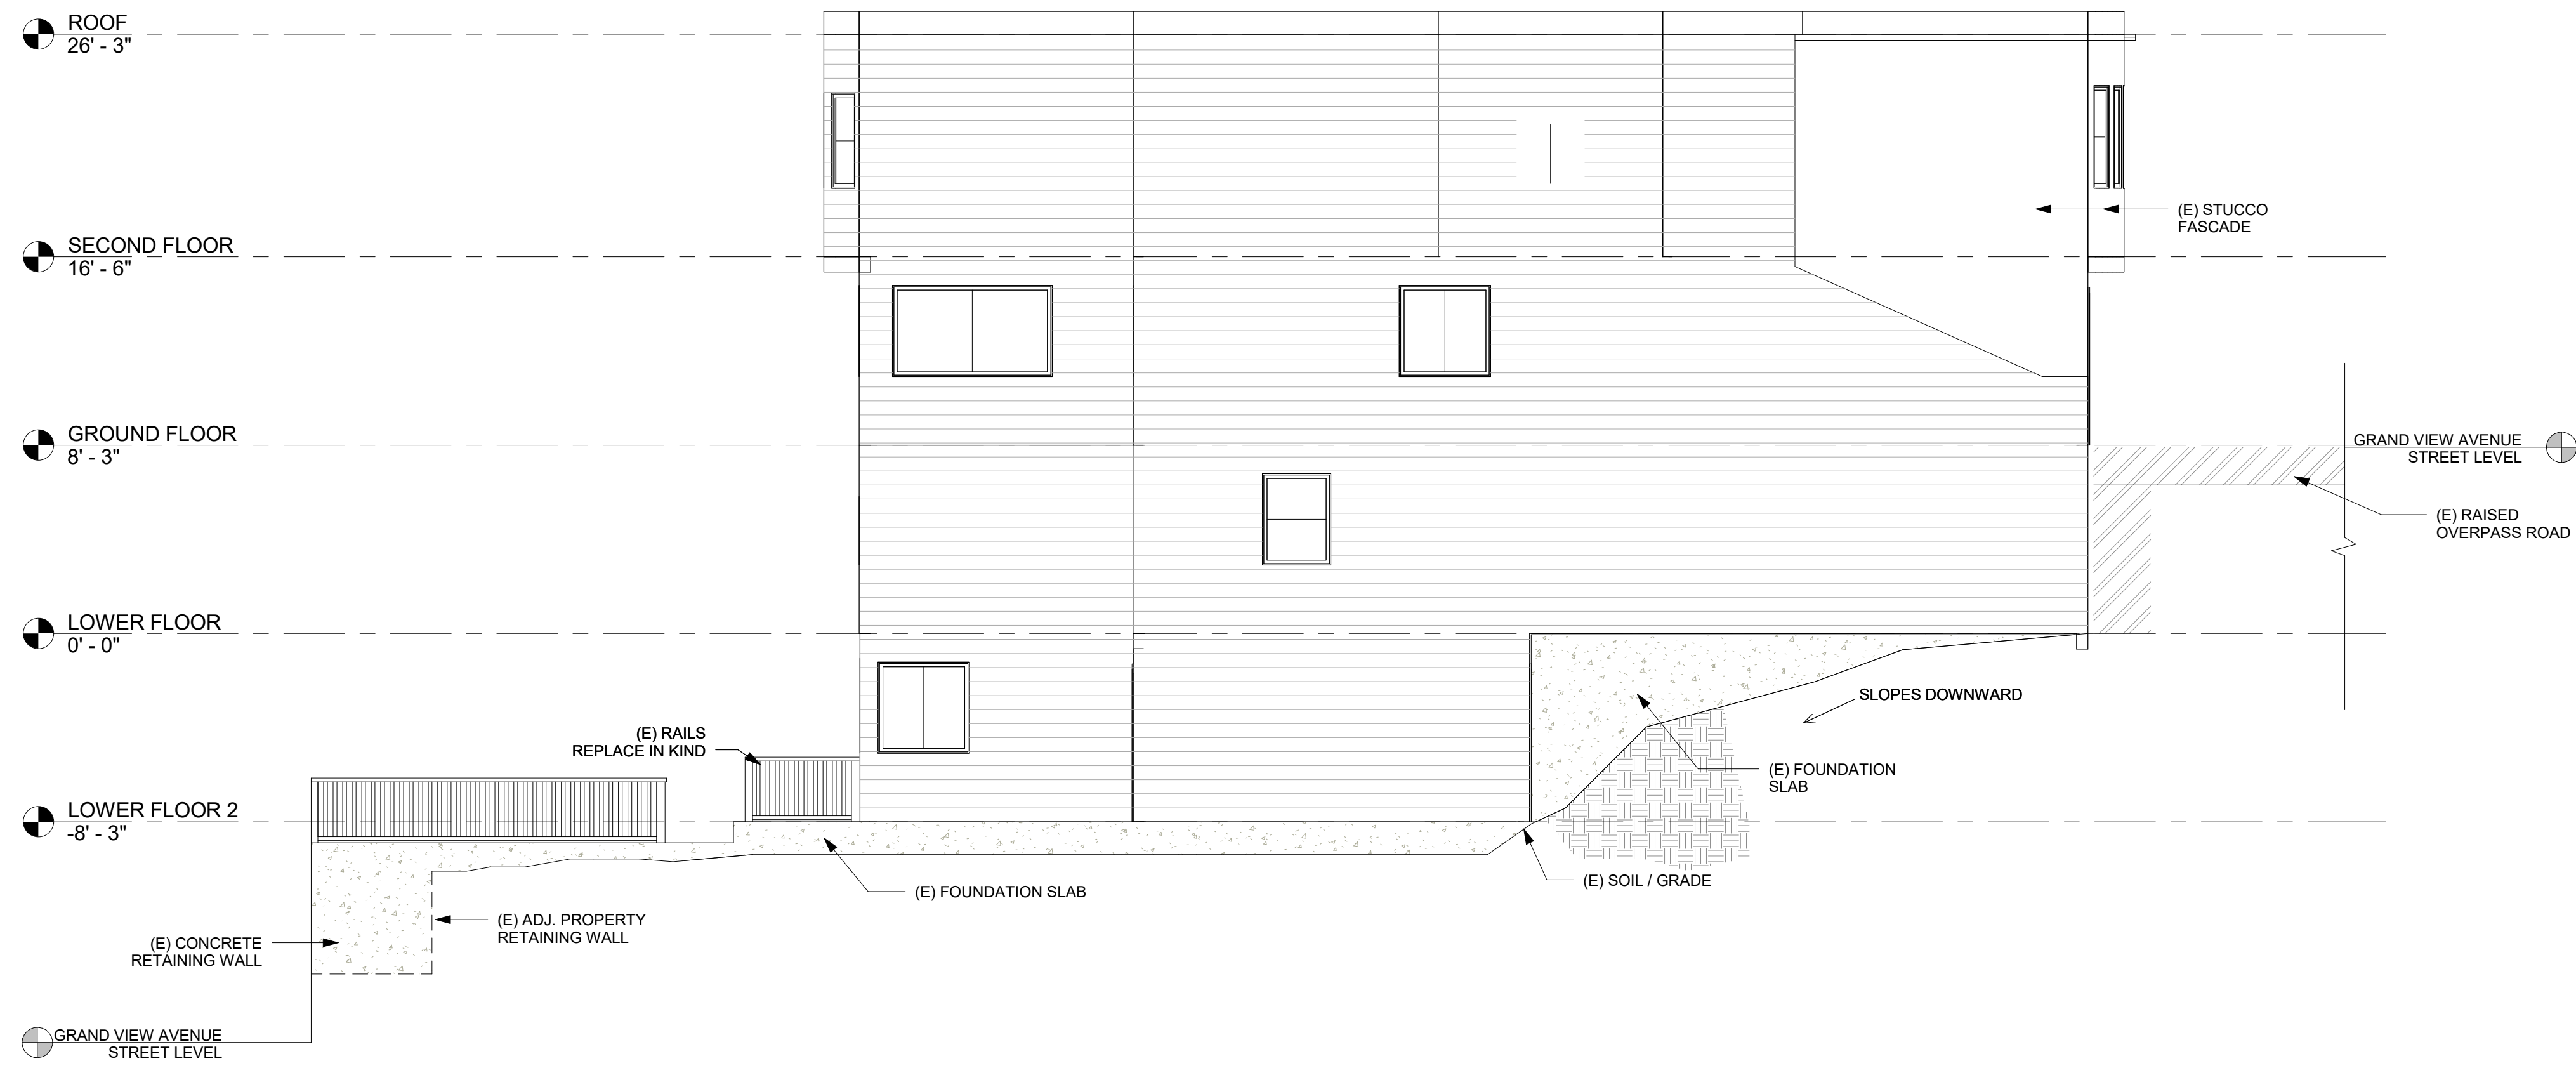 ROOF
26' - 3"
(E) STUCCO
FASCADE
SECOND FLOOR
16' - 6"
GROUND FLOOR
8' - 3"
GRAND VIEW AVENUE
STREET LEVEL
(E) RAISED
OVERPASS ROAD
LOWER FLOOR
0' - 0"
SLOPES DOWNWARD
(E) RAILS
REPLACE IN KIND
(E) FOUNDATION
SLAB
LOWER FLOOR 2
-8' - 3"
(E) SOIL / GRADE
(E) FOUNDATION SLAB
(E) ADJ. PROPERTY
RETAINING WALL
(E) CONCRETE
RETAINING WALL
GRAND VIEW AVENUE
STREET LEVEL